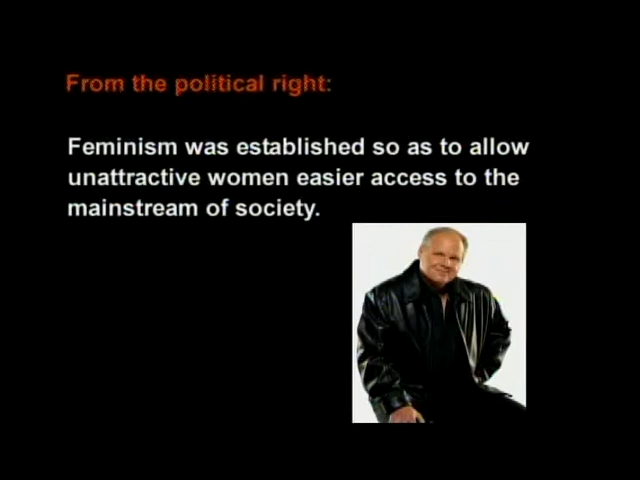 From the political right:
Feminism was established so as to allow
unattractive women easier access to the
mainstream of society.